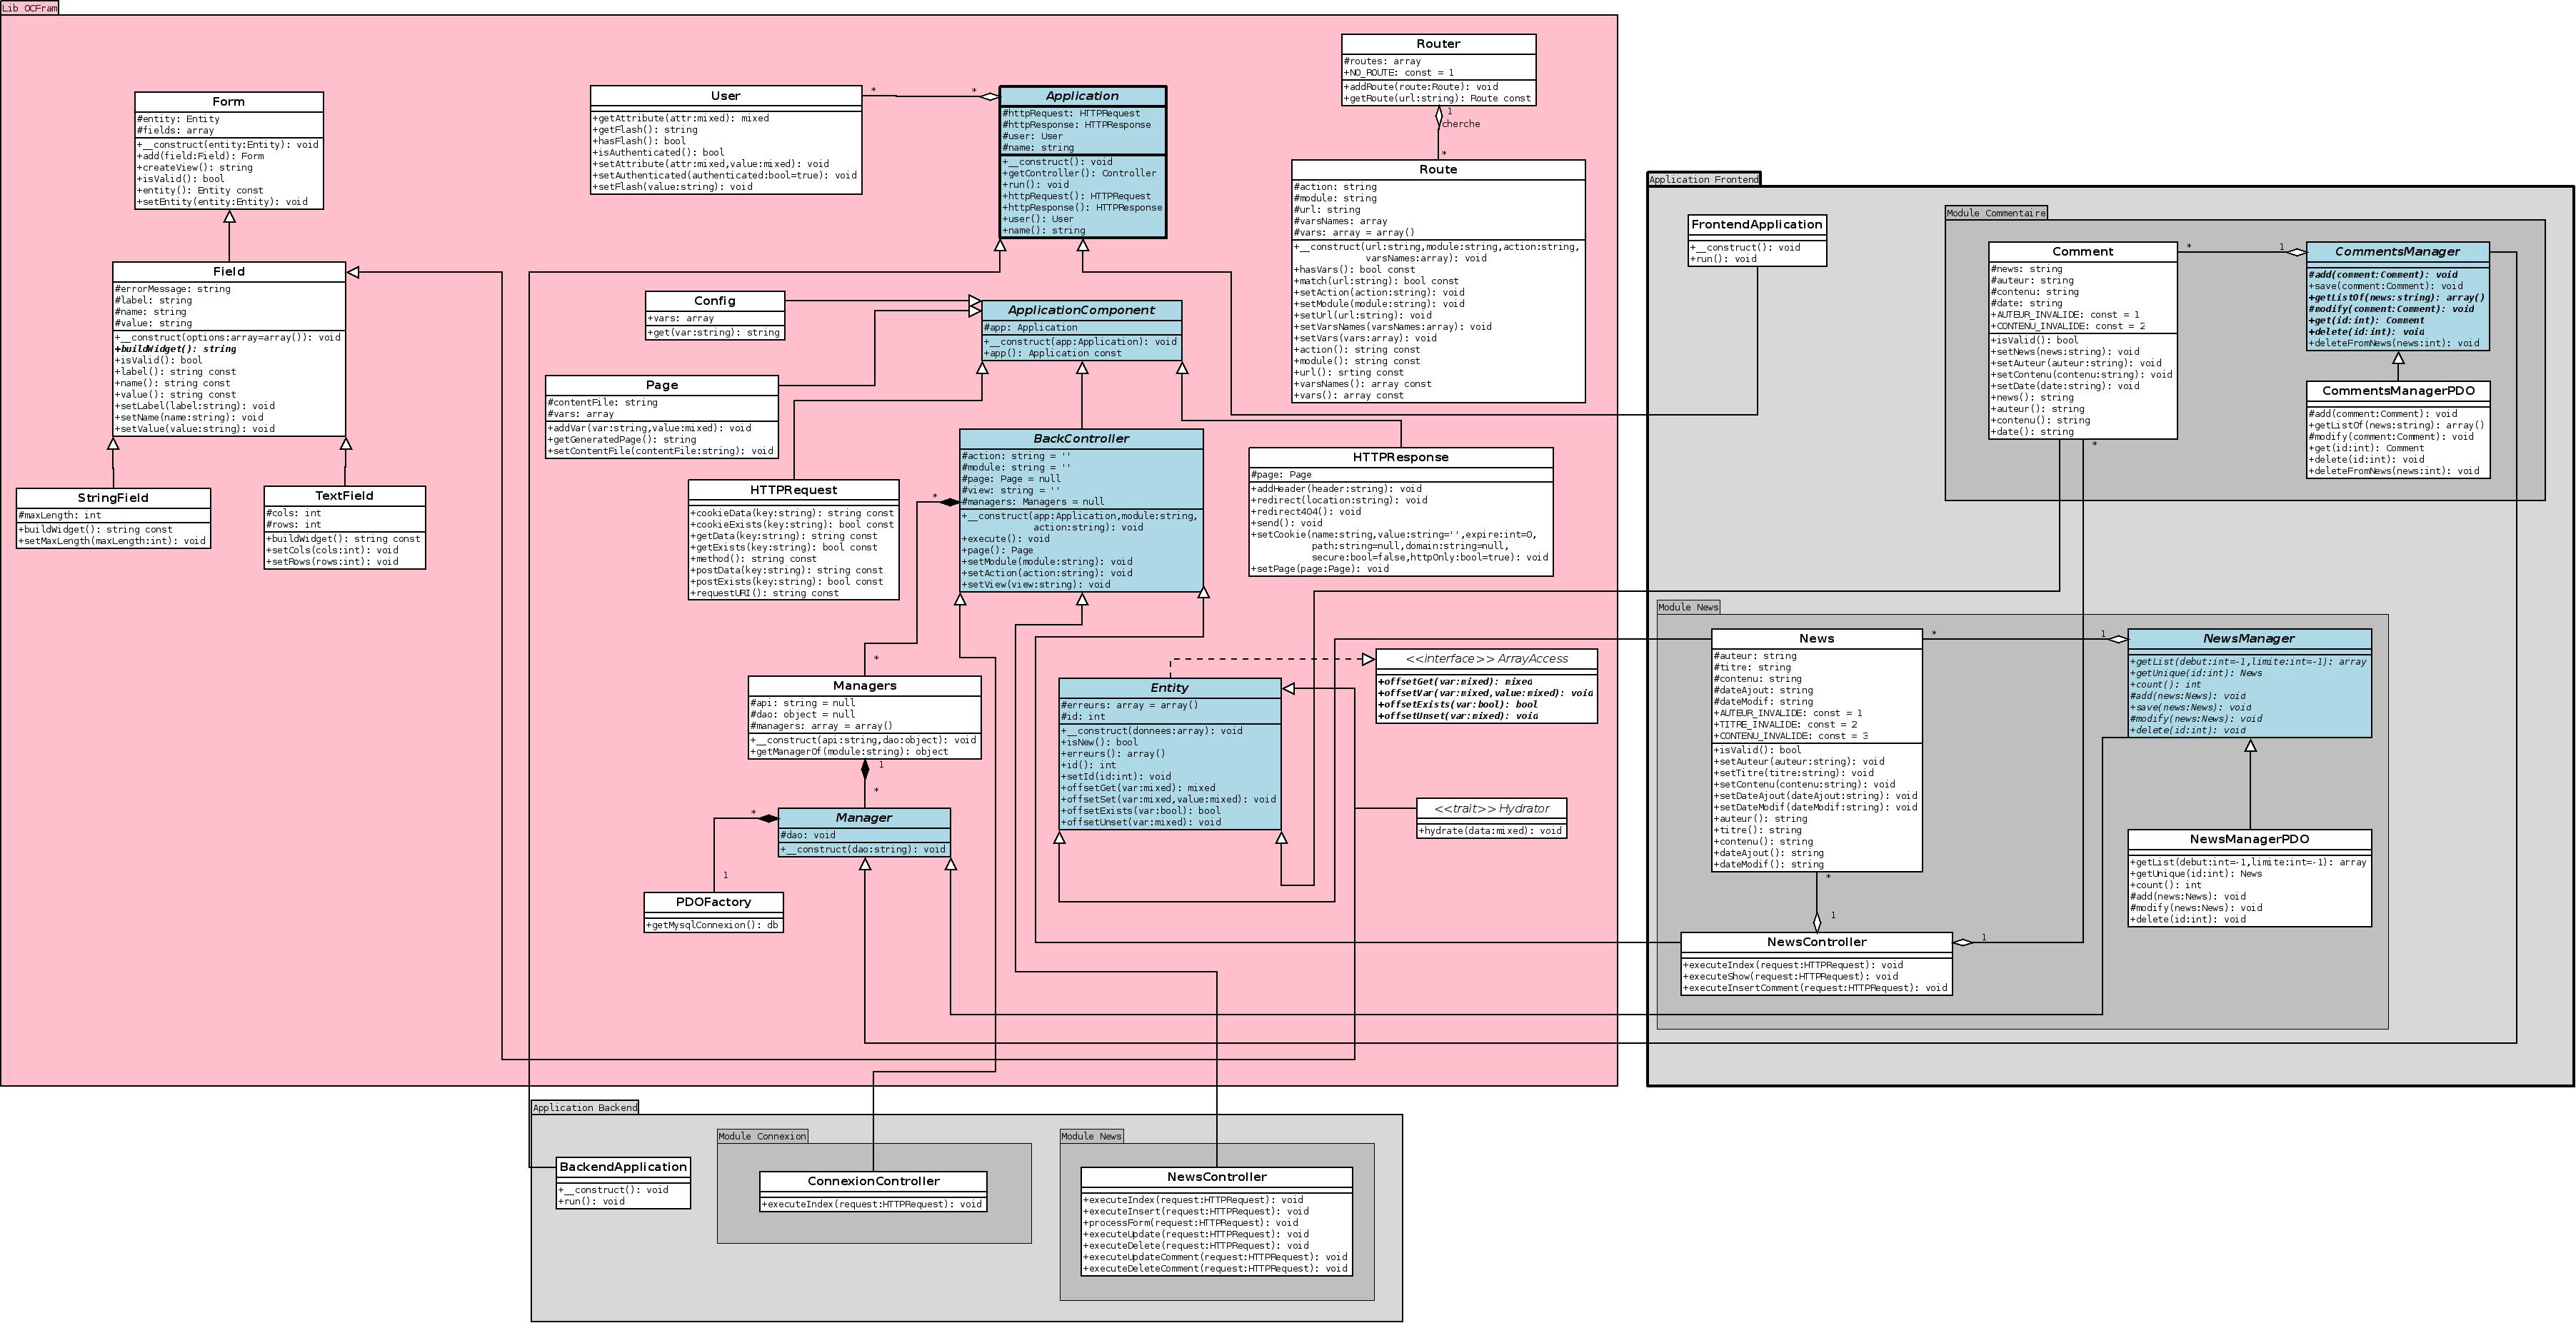 Lib OCFram
Form
#entity: Entity
#fields: array
+__construct(entity:Entity): void
+add(field:Field): Form
+createView(): string
+isValid(): bool
+entity(): Entity const
+setEntity(entity:Entity): void
Field
#errorMessage: string
#label: string
#name: string
#value: string
+__construct(options:array=array()): void
+buildWidget(): string
+isValid(): bool
+label(): string const
+name(): string const
+value(): string const
+setLabel(label:string): void
+setName(name:string): void
+setValue(value:string): void
StringField
#maxLength: int
+buildWidget(): string const
+setMaxLength(maxLength:int): void
TextField
#cols: int
#rows: int
+buildWidget(): string const
+setCols(cols:int): void
+setRows(rows:int): void
User
+getAttribute(attr:mixed): mixed
+getFlash(): string
+hasFlash(): bool
+isAuthenticated(): bool
+setAttribute(attr:mixed,value:mixed): void
+setAuthenticated(authenticated:bool=true): void
+setFlash(value:string): void
*
*
Application
#httpRequest: HTTPRequest
#httpResponse: HTTPResponse
#user: User
#name: string
+__construct(): void
+getController(): Controller
+run(): void
+httpRequest(): HTTPRequest
+httpResponse(): HTTPResponse
+user(): User
+name(): string
Router
#routes: array
+NO_ROUTE: const = 1
+addRoute(route:Route): void
+getRoute(url:string): Route const
1
cherche
*
Route
#action: string
#module: string
#url: string
#varsNames: array
#vars: array = array()
+__construct(url:string,module:string,action:string,
varsNames:array): void
+hasVars(): bool const
+match(url:string): bool const
+setAction(action:string): void
+setModule(module:string): void
+setUrl(url:string): void
+setVarsNames(varsNames:array): void
+setVars(vars:array): void
+action(): string const
+module(): string const
+url(): srting const
+varsNames(): array const
+vars(): array const
Config
+vars: array
+get(var:string): string
ApplicationComponent
#app: Application
+__construct(app:Application): void
+app(): Application const
Page
#contentFile: string
#vars: array
+addVar(var:string,value:mixed): void
+getGeneratedPage(): string
+setContentFile(contentFile:string): void
HTTPRequest
+cookieData(key:string): string const
+cookieExists(key:string): bool const
+getData(key:string): string const
+getExists(key:string): bool const
+method(): string const
+postData(key:string): string const
+postExists(key:string): bool const
+requestURI(): string const
BackController
#action: string = ''
#module: string = ''
#page: Page = null
#view: string = ''
#managers: Managers = null
+__construct(app:Application,module:string,
action:string): void
+execute(): void
+page(): Page
+setModule(module:string): void
+setAction(action:string): void
+setView(view:string): void
*
*
HTTPResponse
#page: Page
+addHeader(header:string): void
+redirect(location:string): void
+redirect404(): void
+send(): void
+setCookie(name:string,value:string='',expire:int=0,
path:string=null,domain:string=null,
secure:bool=false,httpOnly:bool=true): void
+setPage(page:Page): void
Managers
#api: string = null
#dao: object = null
#managers: array = array()
+__construct(api:string,dao:object): void
+getManagerOf(module:string): object
1
*
Manager
#dao: void
+__construct(dao:string): void
*
1
PDOFactory
+getMysqlConnexion(): db
Entity
#erreurs: array = array()
#id: int
+__construct(donnees:array): void
+isNew(): bool
+erreurs(): array()
+id(): int
+setId(id:int): void
+offsetGet(var:mixed): mixed
+offsetSet(var:mixed,value:mixed): void
+offsetExists(var:bool): bool
+offsetUnset(var:mixed): void
<<interface>> ArrayAccess
+offsetGet(var:mixed): mixed
+offsetVar(var:mixed,value:mixed): void
+offsetExists(var:bool): bool
+offsetUnset(var:mixed): void
<<trait>> Hydrator
+hydrate(data:mixed): void
Application Frontend
FrontendApplication
+__construct(): void
+run(): void
Module Commentaire
Comment
#news: string
#auteur: string
#contenu: string
#date: string
+AUTEUR_INVALIDE: const = 1
+CONTENU_INVALIDE: const = 2
+isValid(): bool
+setNews(news:string): void
+setAuteur(auteur:string): void
+setContenu(contenu:string): void
+setDate(date:string): void
+news(): string
+auteur(): string
+contenu(): string
+date(): string
*
1
*
CommentsManager
#add(comment:Comment): void
+save(comment:Comment): void
+getListOf(news:string): array()
#modify(comment:Comment): void
+get(id:int): Comment
+delete(id:int): void
+deleteFromNews(news:int): void
CommentsManagerPDO
#add(comment:Comment): void
+getListOf(news:string): array()
#modify(comment:Comment): void
+get(id:int): Comment
+delete(id:int): void
+deleteFromNews(news:int): void
Module News
News
#auteur: string
#titre: string
#contenu: string
#dateAjout: string
#dateModif: string
+AUTEUR_INVALIDE: const = 1
+TITRE_INVALIDE: const = 2
+CONTENU_INVALIDE: const = 3
+isValid(): bool
+setAuteur(auteur:string): void
+setTitre(titre:string): void
+setContenu(contenu:string): void
+setDateAjout(dateAjout:string): void
+setDateModif(dateModif:string): void
+auteur(): string
+titre(): string
+contenu(): string
+dateAjout(): string
+dateModif(): string
*
1
NewsManager
+getList(debut:int=-1,limite:int=-1): array
+getUnique(id:int): News
+count(): int
#add(news:News): void
+save(news:News): void
#modify(news:News): void
+delete(id:int): void
NewsManagerPDO
+getList(debut:int=-1,limite:int=-1): array
+getUnique(id:int): News
+count(): int
#add(news:News): void
#modify(news:News): void
+delete(id:int): void
*
1
NewsController
1
+executeIndex(request:HTTPRequest): void
+executeShow(request:HTTPRequest): void
+executeInsertComment(request:HTTPRequest): void
Application Backend
BackendApplication
+__construct(): void
+run(): void
Module Connexion
ConnexionController
+executeIndex(request:HTTPRequest): void
Module News
NewsController
+executeIndex(request:HTTPRequest): void
+executeInsert(request:HTTPRequest): void
+processForm(request:HTTPRequest): void
+executeUpdate(request:HTTPRequest): void
+executeDelete(request:HTTPRequest): void
+executeUpdateComment(request:HTTPRequest): void
+executeDeleteComment(request:HTTPRequest): void